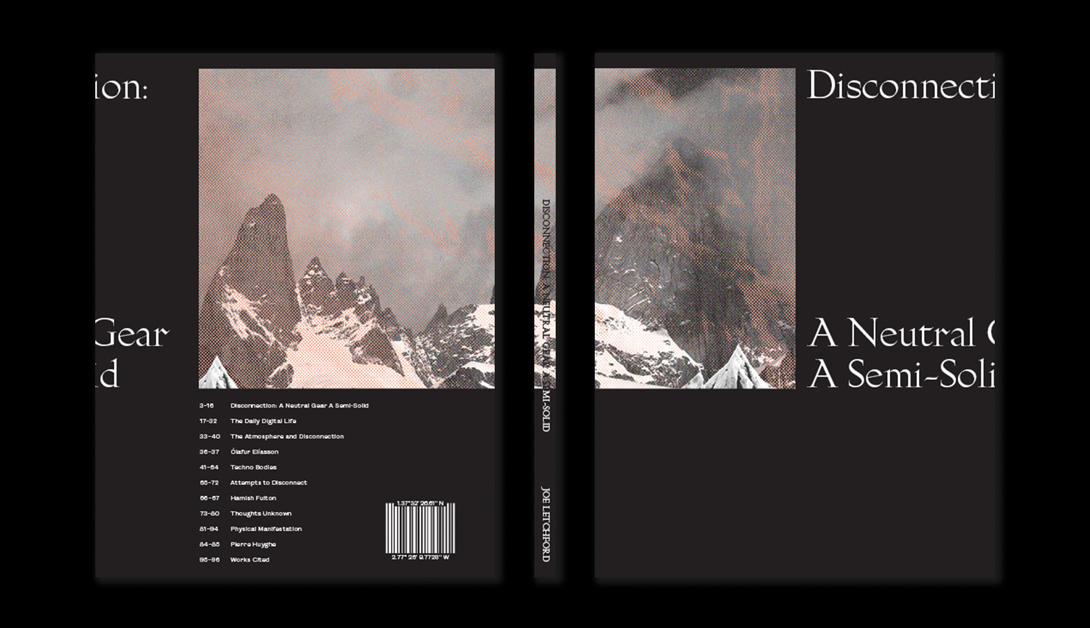 ion:
Gear
id
3-16 Disconnection: A Neutral Gear A Semi-Solid
17-32 The Daily Digital Life
33-40 The Atmosphere and Disconnection
36-37 Ólafur Elíasson
41-64 Techno Bodies
65-72 Attempts to Disconnect
66-67 Hamish Fulton
73-80 Thoughts Unknown
81-94 Physical Manifestation
84-85 Pierre Huyghe
95-96 Works Cited
DISCONNECTION: A NEUTRAL GEAR A SEMI-SOLID
JOE LETCHFORD
Disconnecti
A Neutral
A Semi-Soli